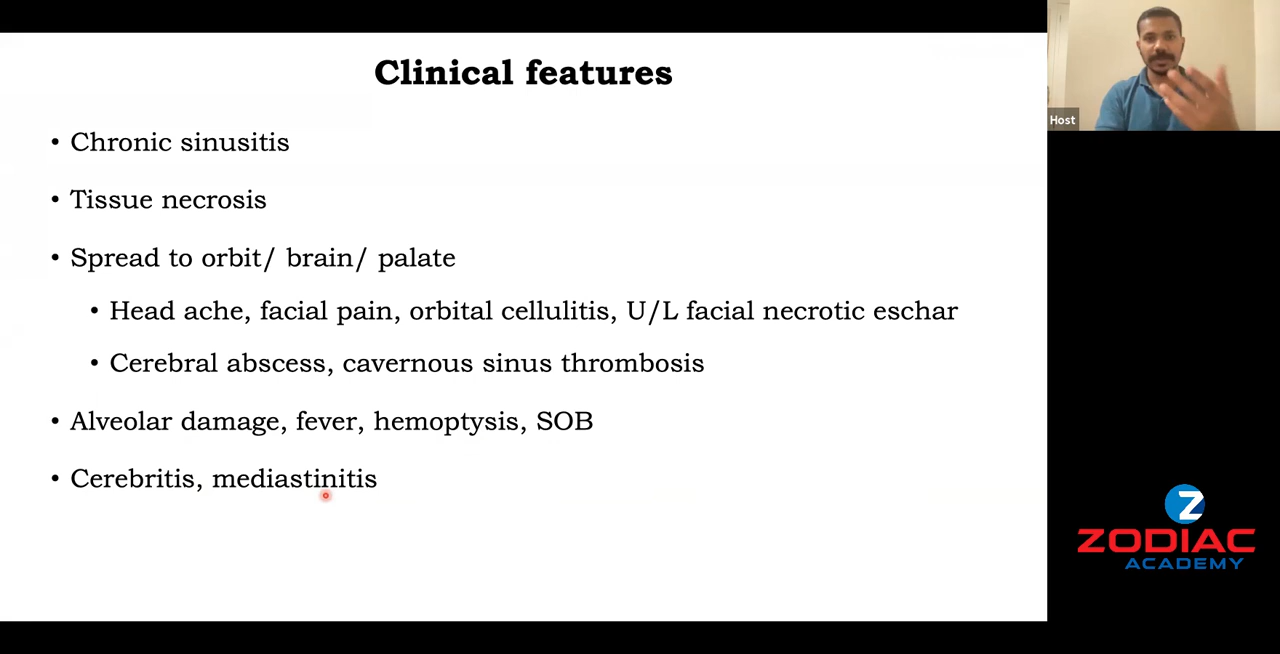 Clinical features
• Chronic sinusitis
• Tissue necrosis
• Spread to orbit/ brain/ palate
• Head ache, facial pain, orbital cellulitis, U/L facial necrotic eschar
• Cerebral abscess, cavernous sinus thrombosis
• Alveolar damage, fever, hemoptysis, SOB
• Cerebritis, mediastinitis
Host
Z
ZODIAC
ACADEMY